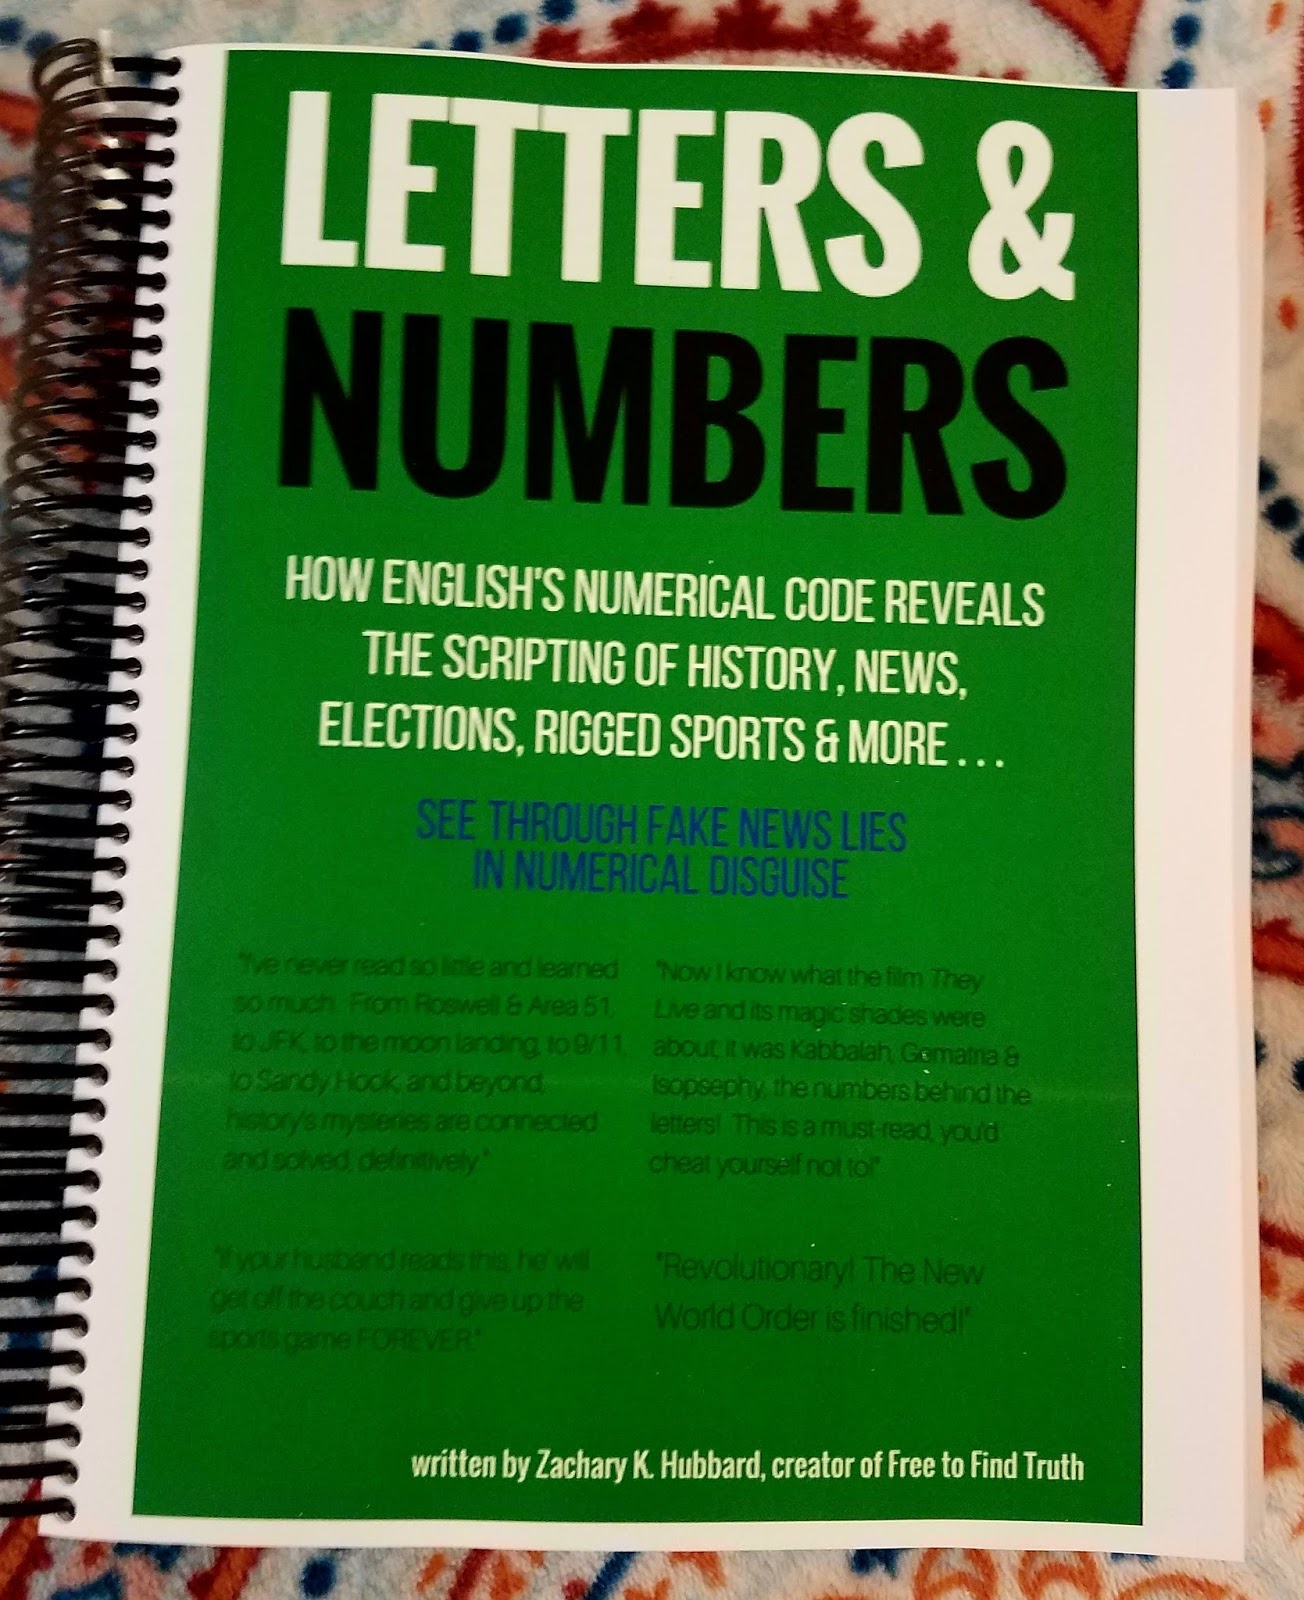 LETTERS &
NUMBERS
HOW ENGLISH'S NUMERICAL CODE REVEALS
THE SCRIPTING OF HISTORY, NEWS,
ELECTIONS, RIGGED SPORTS & MORE . . .
SEE THROUGH FAKE NEWS LIES
IN NUMERICAL DISGUISE
"I've never read so little and learned
so much. From Roswell & Area 51,
to JFK, to the moon landing, to 9/11,
to Sandy Hook, and beyond,
history's mysteries are connected
and solved, definitively."
"Now I know what the film They
Live and its magic shades were
about, it was Kabbalah, Gematria &
Isopsephy, the numbers behind the
letters! This is a must-read, you'd
cheat yourself not to!"
"If your husband reads this, he' will
get off the couch and give up the
sports game FOREVER."
"Revolutionary! The New
World Order is finished!"
written by Zachary K. Hubbard, creator of Free to Find Truth